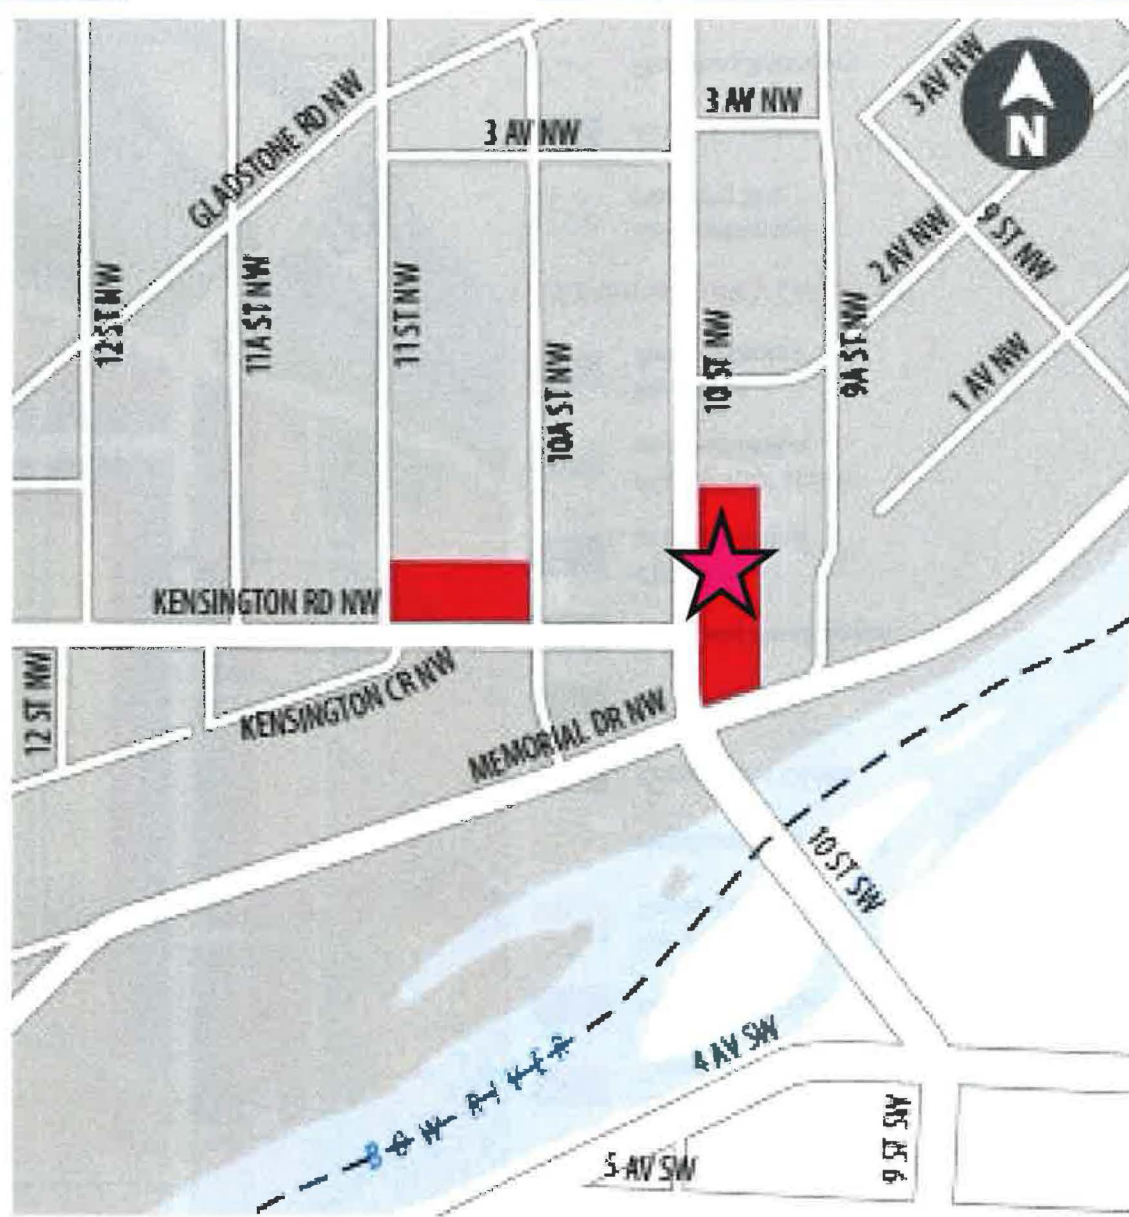 3 AV NW
N
GLADSTONE RD NW
3 AV NW
3 AV NW
2 AV NW
9 ST NW
12 ST NW
11A ST NW
11 ST NW
10A ST NW
10 ST NW
9A ST NW
1 AV NW
KENSINGTON RD NW
12 ST NW
KENSINGTON CR NW
MEMORIAL DR NW
10 ST SW
BOW RIVER
4 AV SW
5 AV SW
9 ST SW